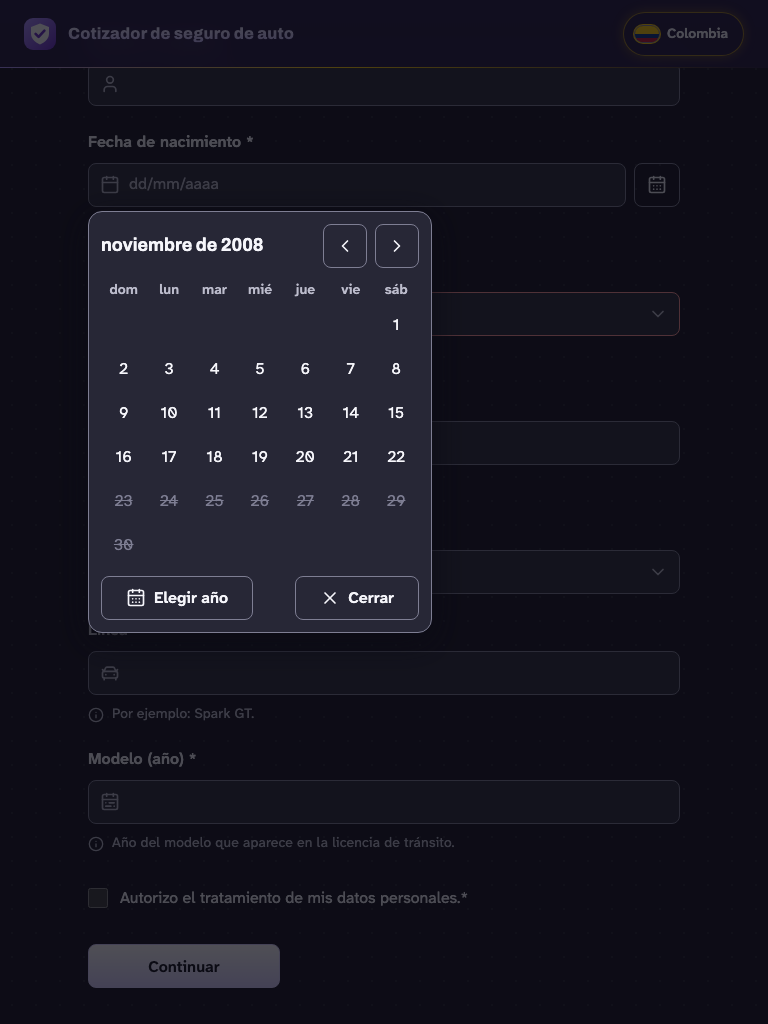 Cotizador de seguro de auto
Colombia
Fecha de nacimiento *
dd/mm/aaaa
noviembre de 2008
dom lun mar mié jue vie sáb
1
2 3 4 5 6 7 8
9 10 11 12 13 14 15
16 17 18 19 20 21 22
23 24 25 26 27 28 29
30
Elegir año
Cerrar
Por ejemplo: Spark GT.
Modelo (año) *
Año del modelo que aparece en la licencia de tránsito.
Autorizo el tratamiento de mis datos personales.*
Continuar